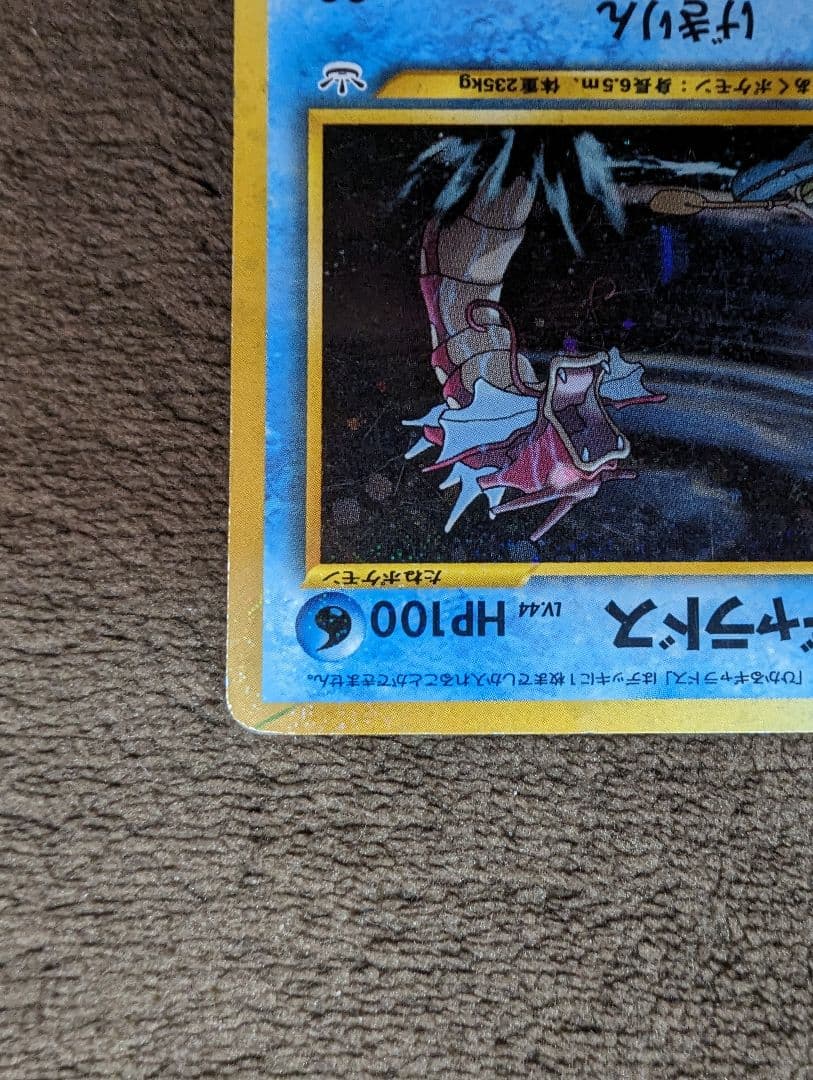 「ひかるギャラドス」はデッキに1枚までしか入れることができません。
ギャラドス LV.44 HP100
たねポケモン
あくポケモン：身長6.5m、体重235kg
げきりん